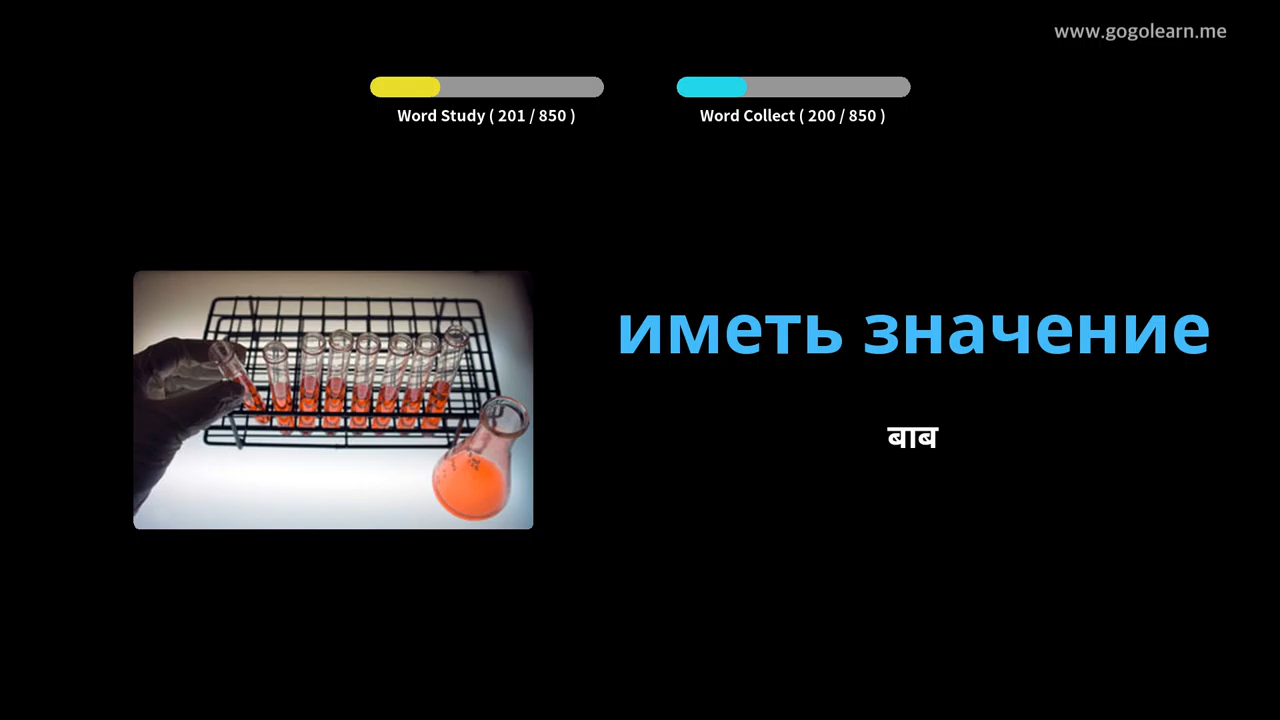 www.gogolearn.me
Word Study ( 201 / 850 )
Word Collect ( 200 / 850 )
иметь значение
बाब